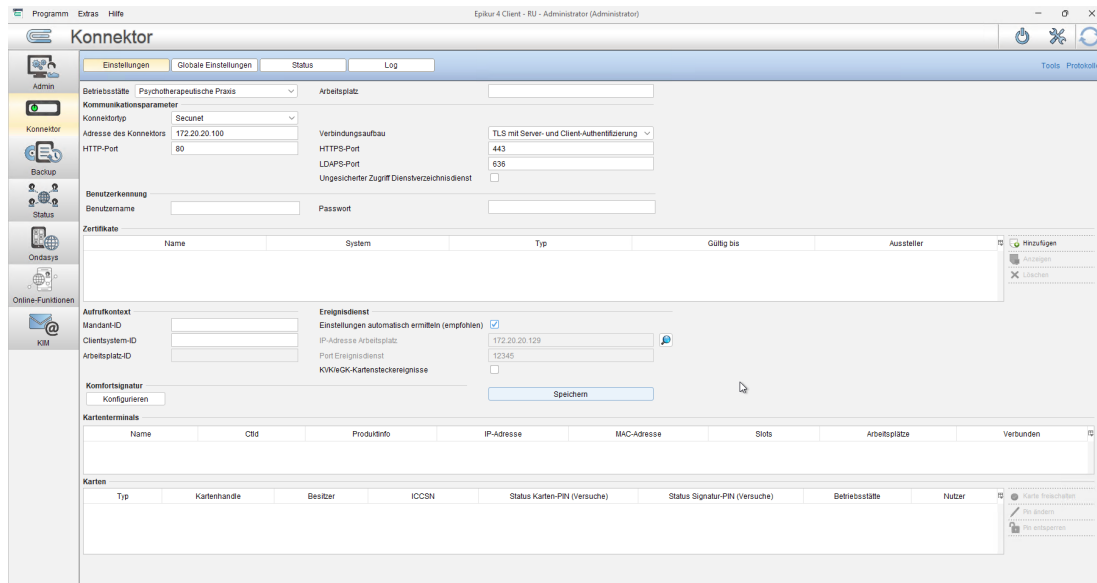 Programm Extras Hilfe Epikur 4 Client - RU - Administrator (Administrator)
Konnektor
Admin
Konnektor
Backup
Status
Ondasys
Online-Funktionen
KIM
Einstellungen Globale Einstellungen Status Log Tools Protokoll
Betriebsstätte Psychotherapeutische Praxis Arbeitsplatz
Kommunikationsparameter
Konnektortyp Secunet
Adresse des Konnektors 172.20.20.100 Verbindungsaufbau TLS mit Server- und Client-Authentifizierung
HTTP-Port 80 HTTPS-Port 443
LDAPS-Port 636
Ungesicherter Zugriff Dienstverzeichnisdienst
Benutzerkennung
Benutzername Passwort
Zertifikate
Name System Typ Gültig bis Aussteller Hinzufügen
Anzeigen
Löschen
Aufrufkontext Ereignisdienst
Mandant-ID Einstellungen automatisch ermitteln (empfohlen)
Clientsystem-ID IP-Adresse Arbeitsplatz 172.20.20.129
Arbeitsplatz-ID Port Ereignisdienst 12345
KVK/eGK-Kartensteckereignisse
Komfortsignatur
Konfigurieren Speichern
Kartenterminals
Name CtId Produktinfo IP-Adresse MAC-Adresse Slots Arbeitsplätze Verbunden
Karten
Typ Kartenhandle Besitzer ICCSN Status Karten-PIN (Versuche) Status Signatur-PIN (Versuche) Betriebsstätte Nutzer Karte freischalten
Pin ändern
Pin entsperren